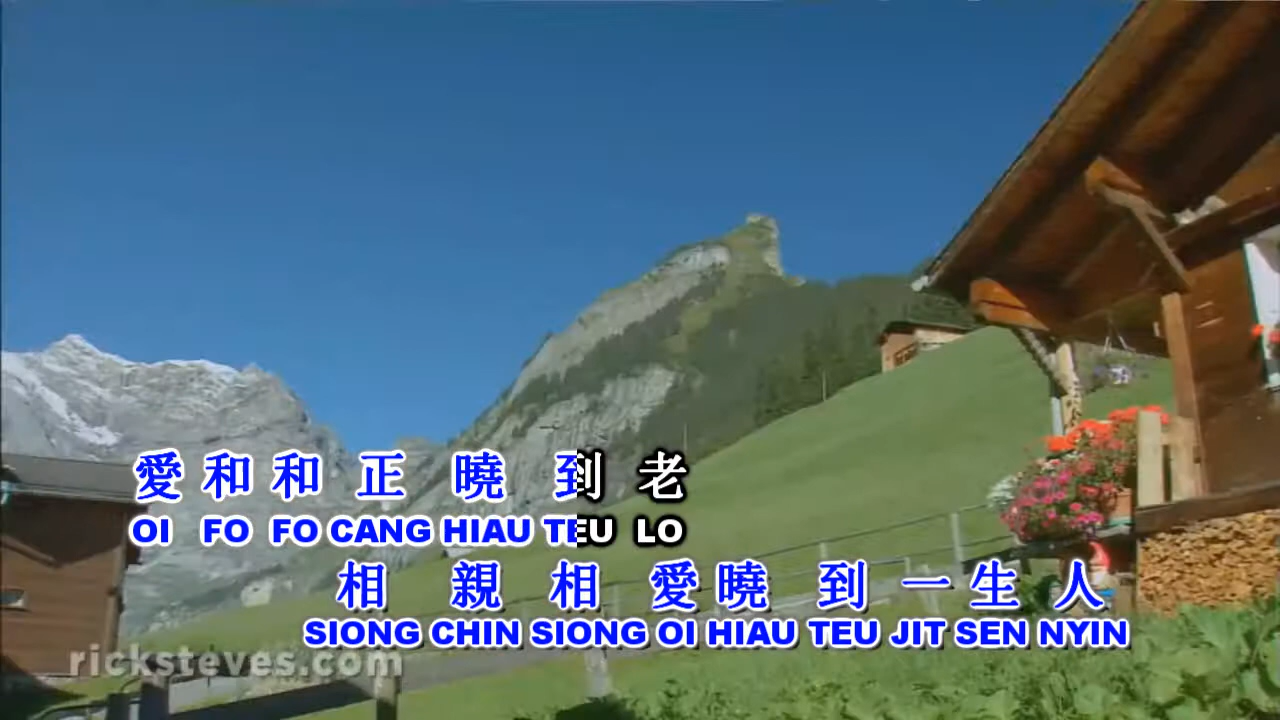 愛和和正曉到老
OI FO FO CANG HIAU TEU LO
相親相愛曉到一生人
SIONG CHIN SIONG OI HIAU TEU JIT SEN NYIN
ricksteves.com